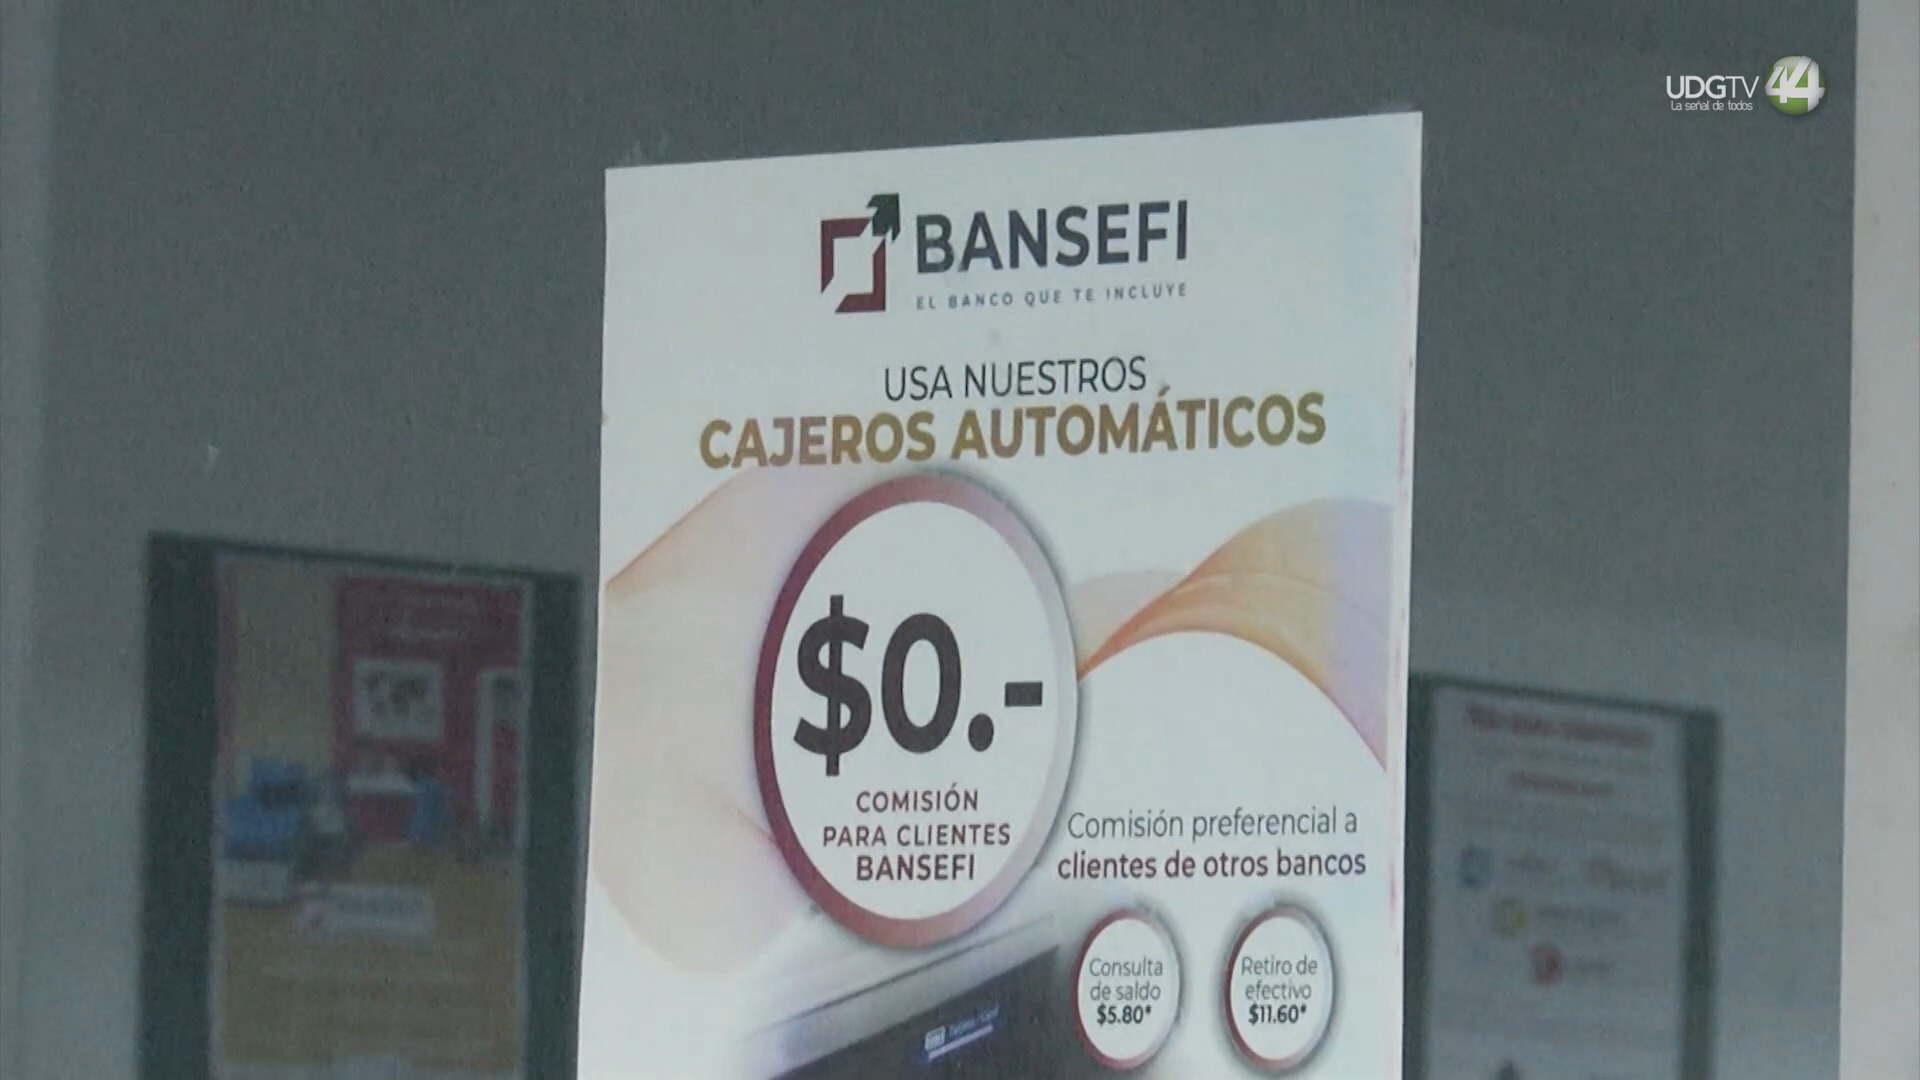 UDGTV 44
La señal de todos
BANSEFI
EL BANCO QUE TE INCLUYE
USA NUESTROS
CAJEROS AUTOMÁTICOS
$0.-
COMISIÓN
PARA CLIENTES
BANSEFI
Comisión preferencial a
clientes de otros bancos
Consulta
de saldo
$5.80*
Retiro de
efectivo
$11.60*